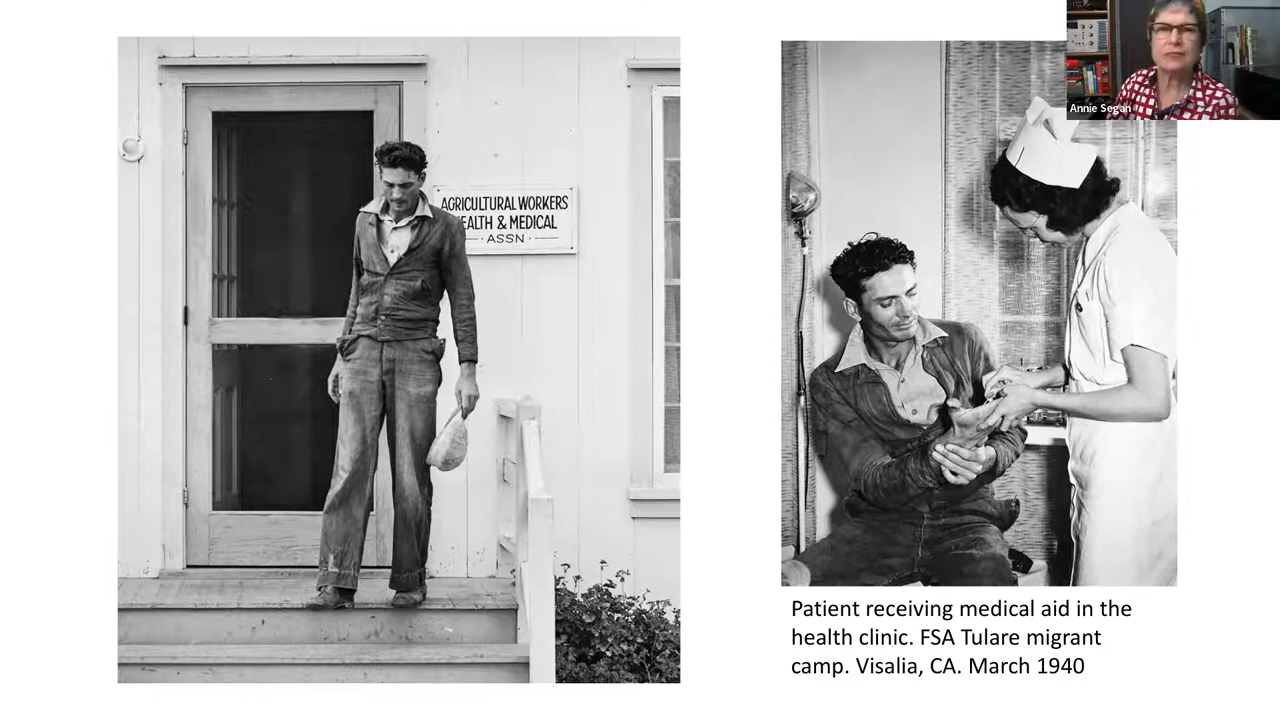 AGRICULTURAL WORKERS
EALTH & MEDICAL
· ASSN ·
Annie Segan
Patient receiving medical aid in the
health clinic. FSA Tulare migrant
camp. Visalia, CA. March 1940